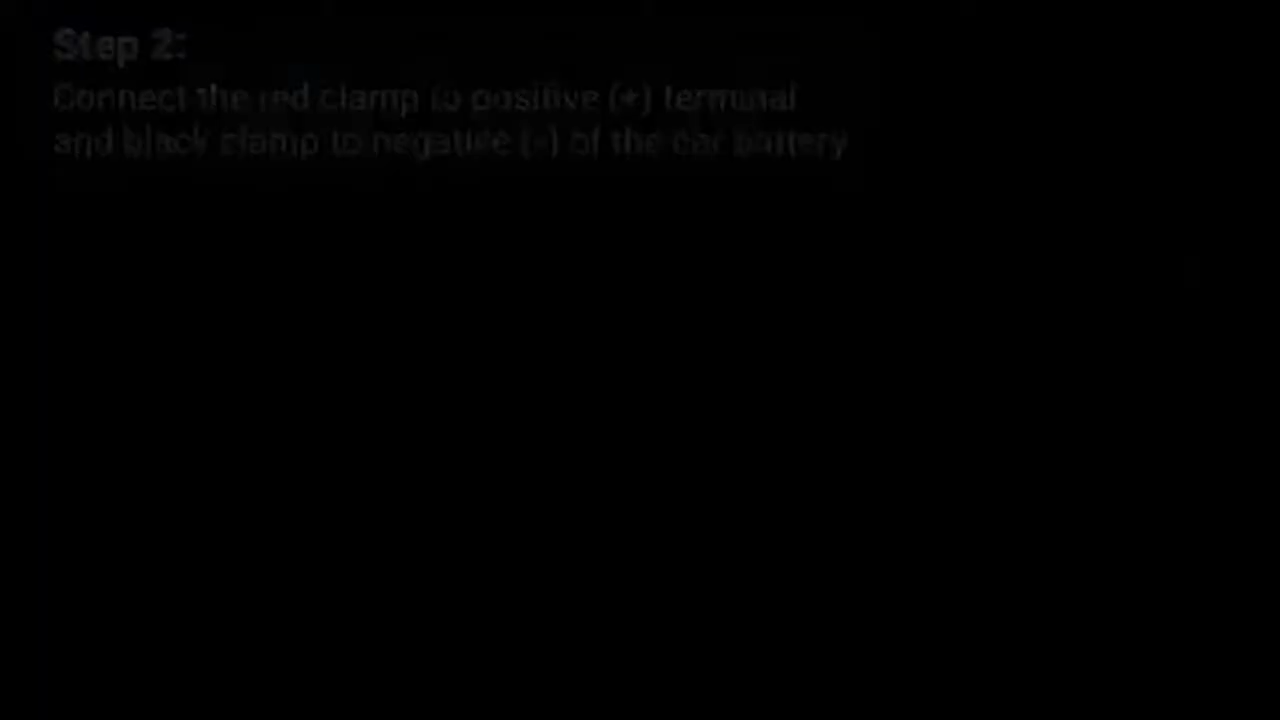 Step 2:
Connect the red clamp to positive (+) terminal
and black clamp to negative (-) of the car battery